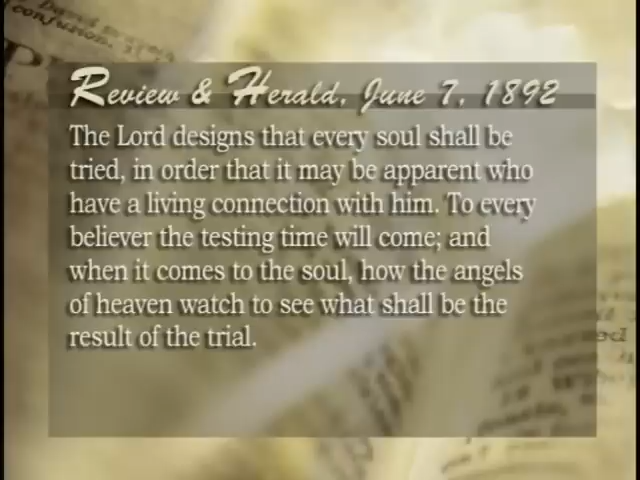 Review & Herald, June 7, 1892
The Lord designs that every soul shall be
tried, in order that it may be apparent who
have a living connection with him. To every
believer the testing time will come; and
when it comes to the soul, how the angels
of heaven watch to see what shall be the
result of the trial.